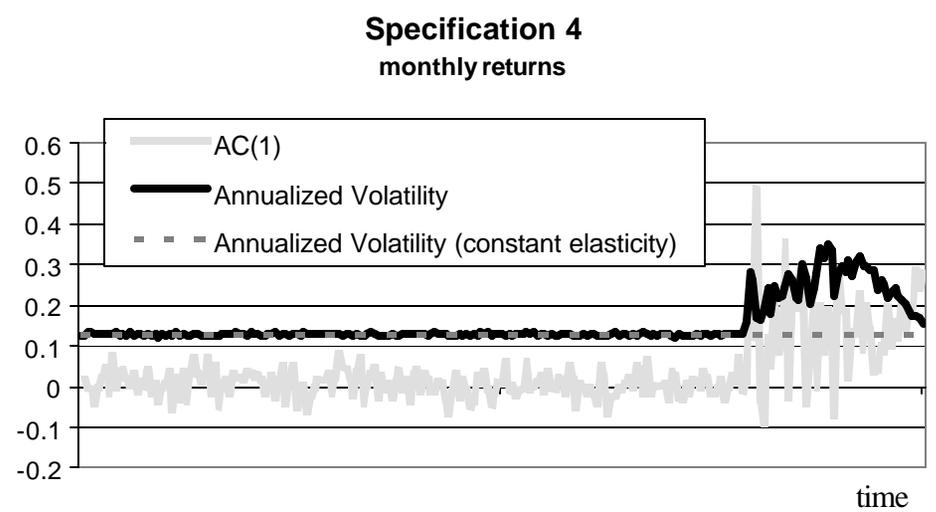 Specification 4
monthly returns
AC(1)
Annualized Volatility
Annualized Volatility (constant elasticity)
0.6
0.5
0.4
0.3
0.2
0.1
0
-0.1
-0.2
time